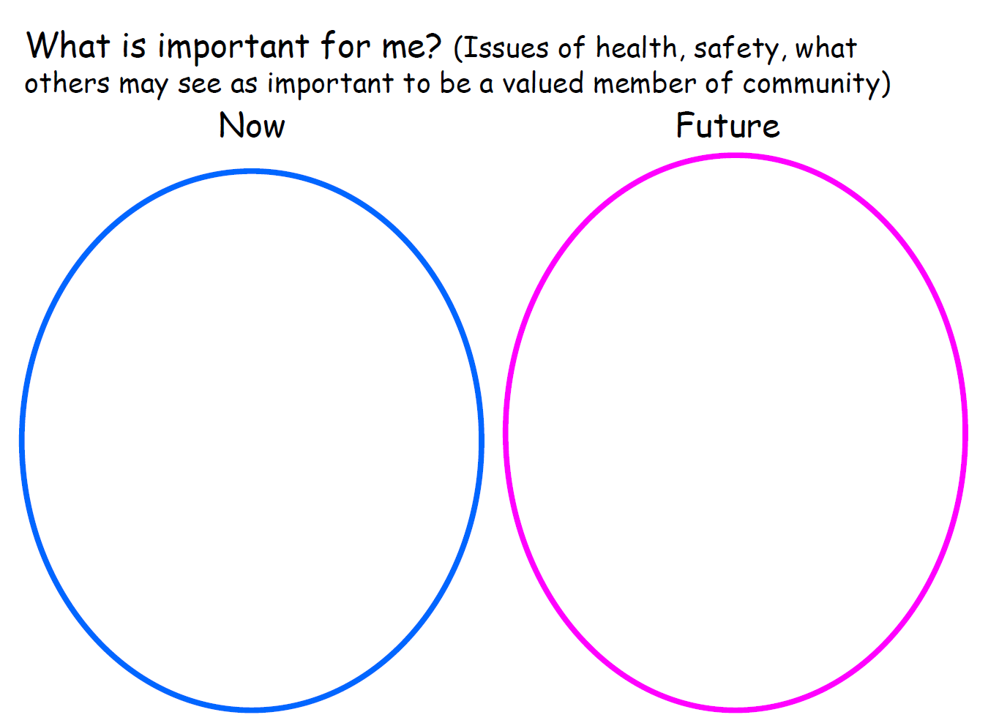 What is important for me? (Issues of health, safety, what
others may see as important to be a valued member of community)
Now
Future